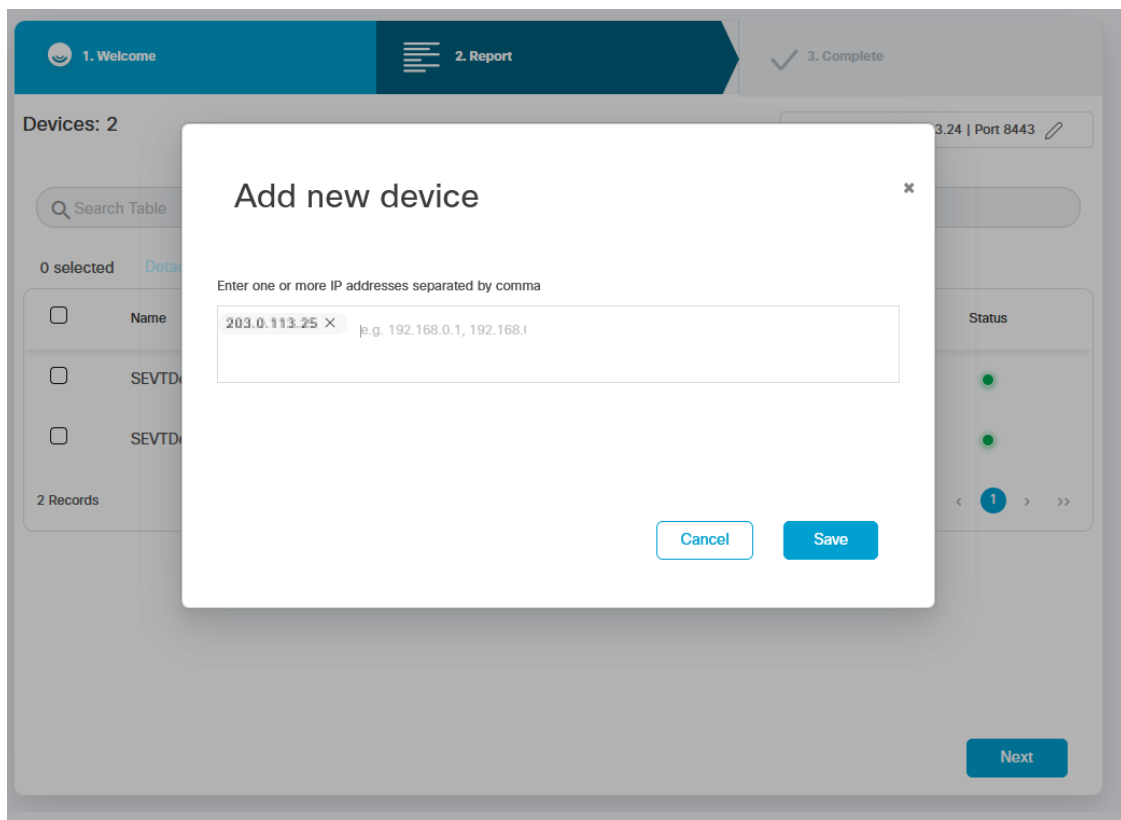 1. Welcome
2. Report
3. Complete
Devices: 2
3.24 | Port 8443
Add new device
Search Table
0 selected
Enter one or more IP addresses separated by comma
Name
Status
203.0.113.25
e.g. 192.168.0.1, 192.168.
SEVTD
SEVTD
2 Records
< 1 > >>
Cancel
Save
Next